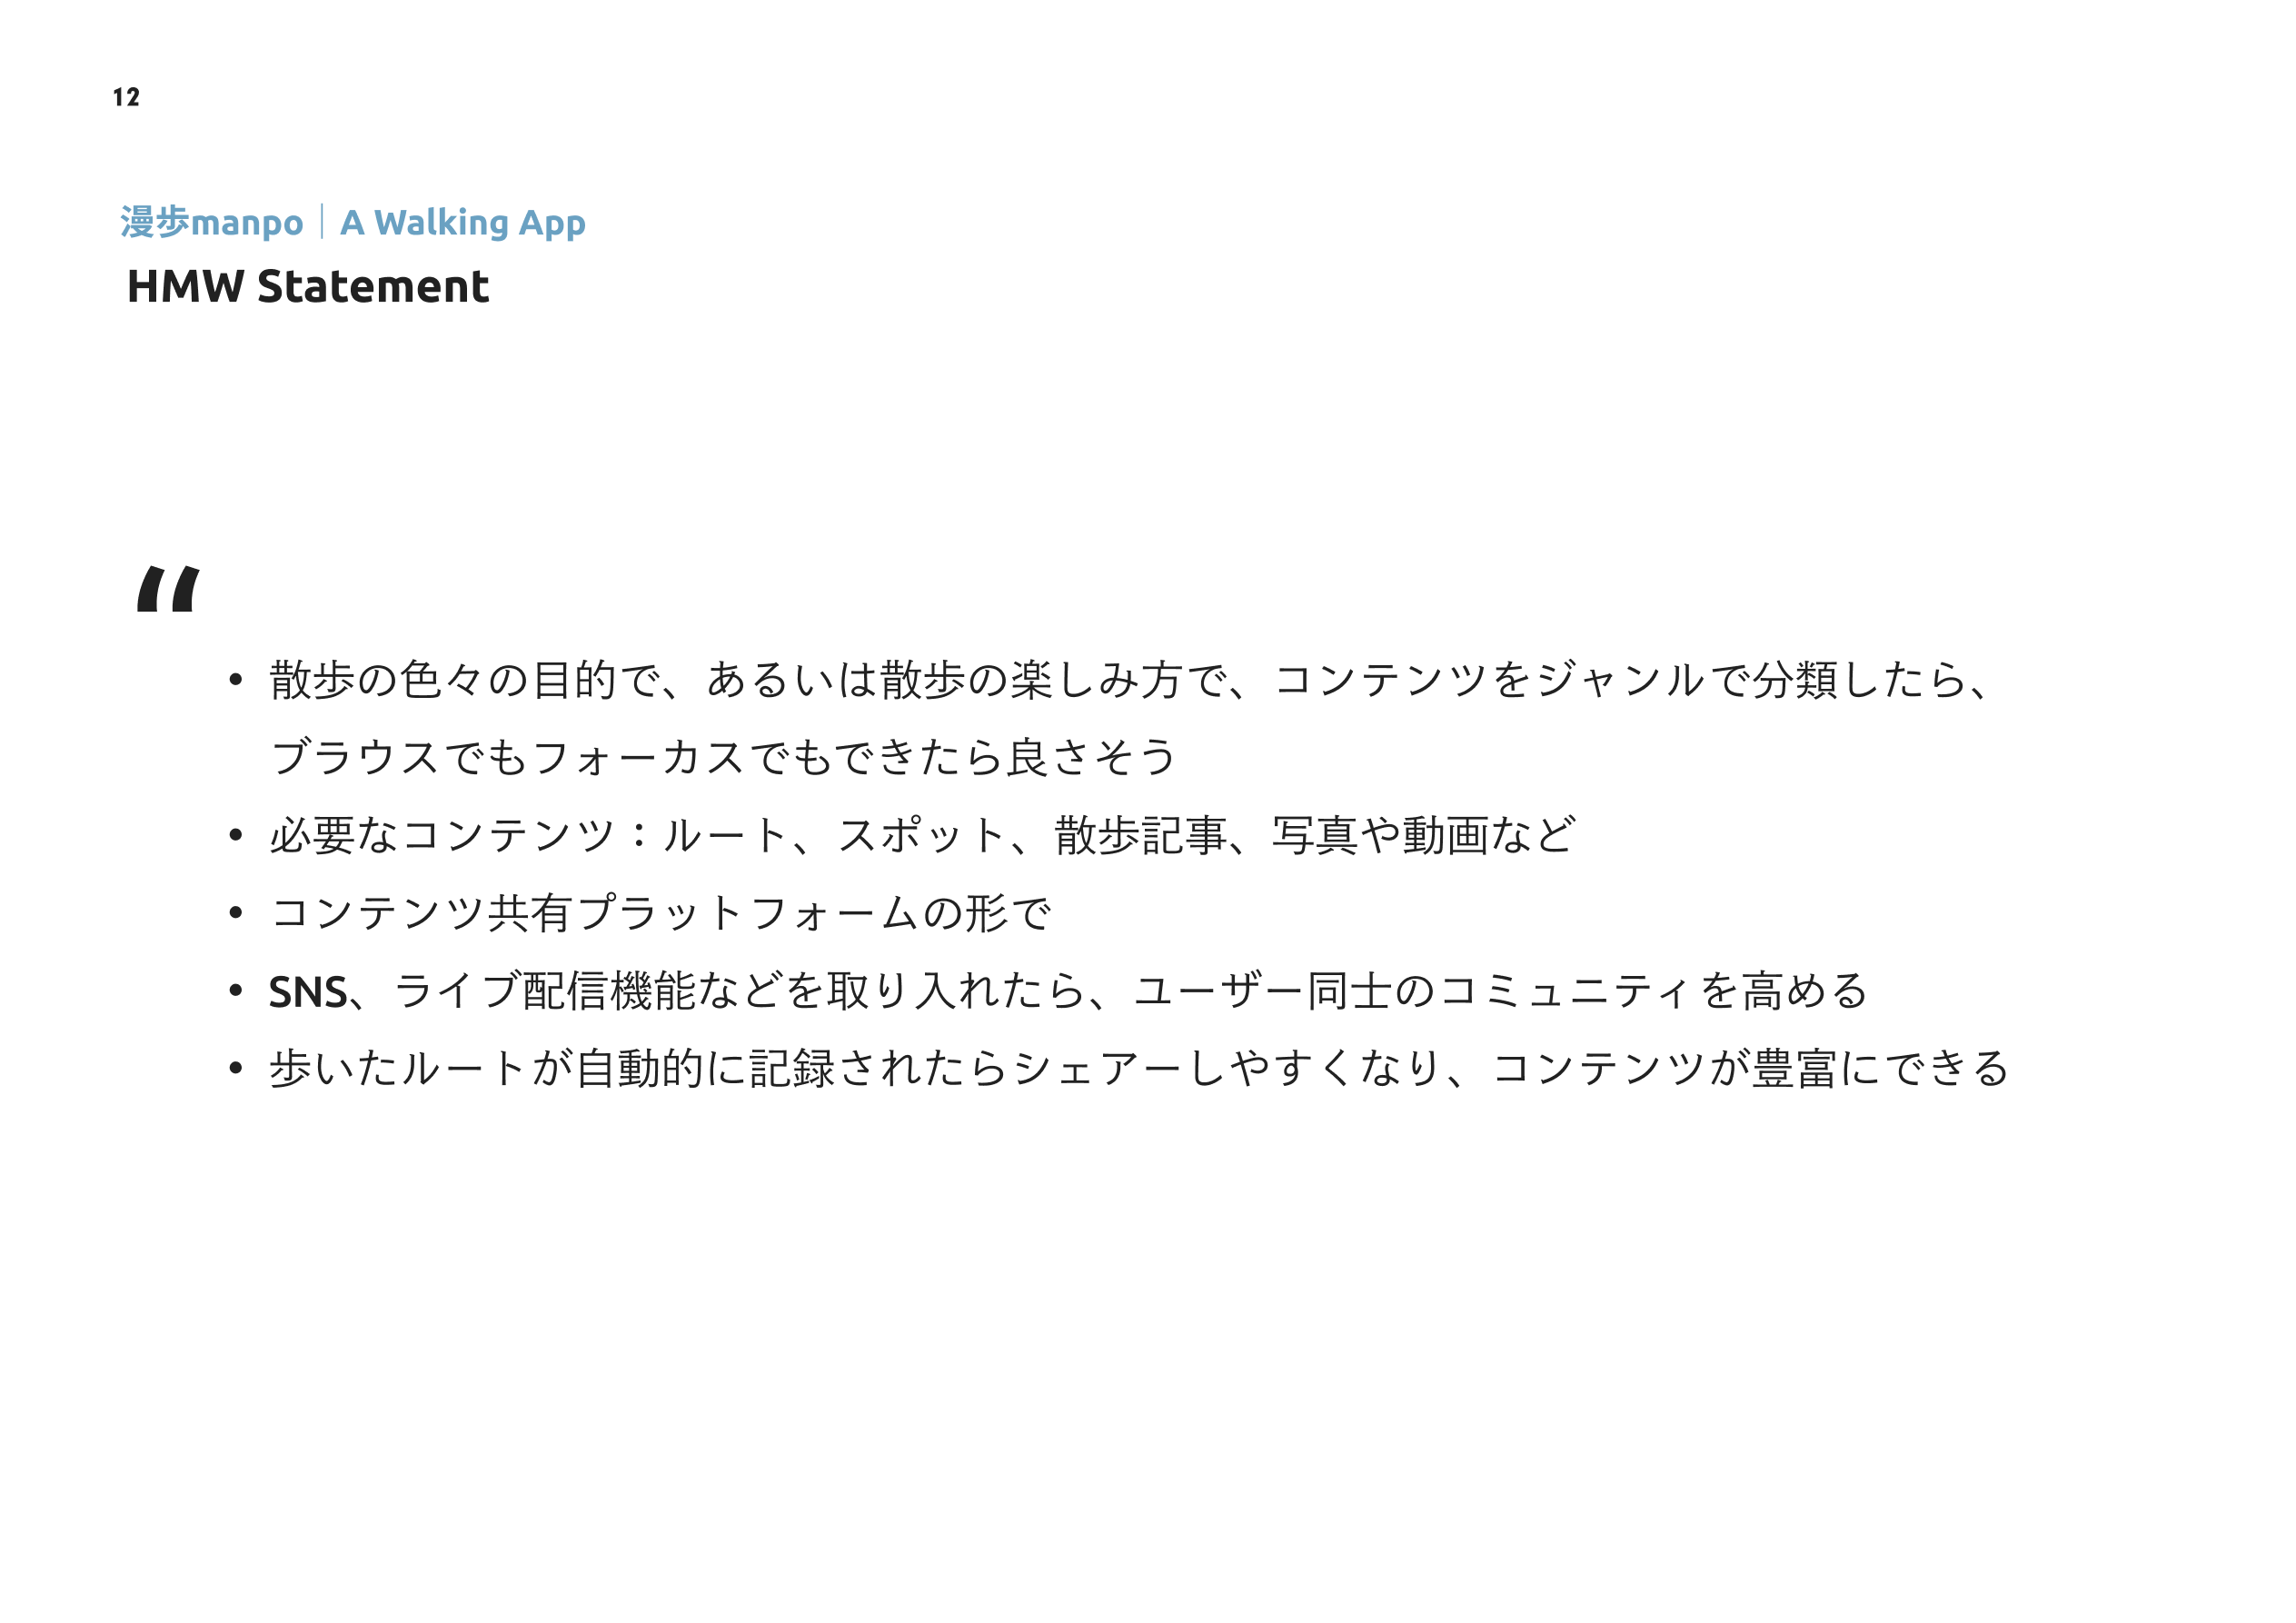 12
漫歩manpo | A Walking App
HMW Statement
“
• 散歩の色々の目的で、あるいは散歩の楽しみ方で、コンテンツをジャンルで分類したら、
ブラウスでもフォーカスでもできたら良さそう
• 必要なコンテンツ：ルート、スポット、散歩記事、写真や動画など
• コンテンツ共有プラットフォームの形で
• SNS、ライブ配信機能などを取り入れたら、ユーザー同士のコミュニティを高める
• 歩いたルートが自動的に記録されたらシェアーしやすくなり、コンテンツが豊富にできる